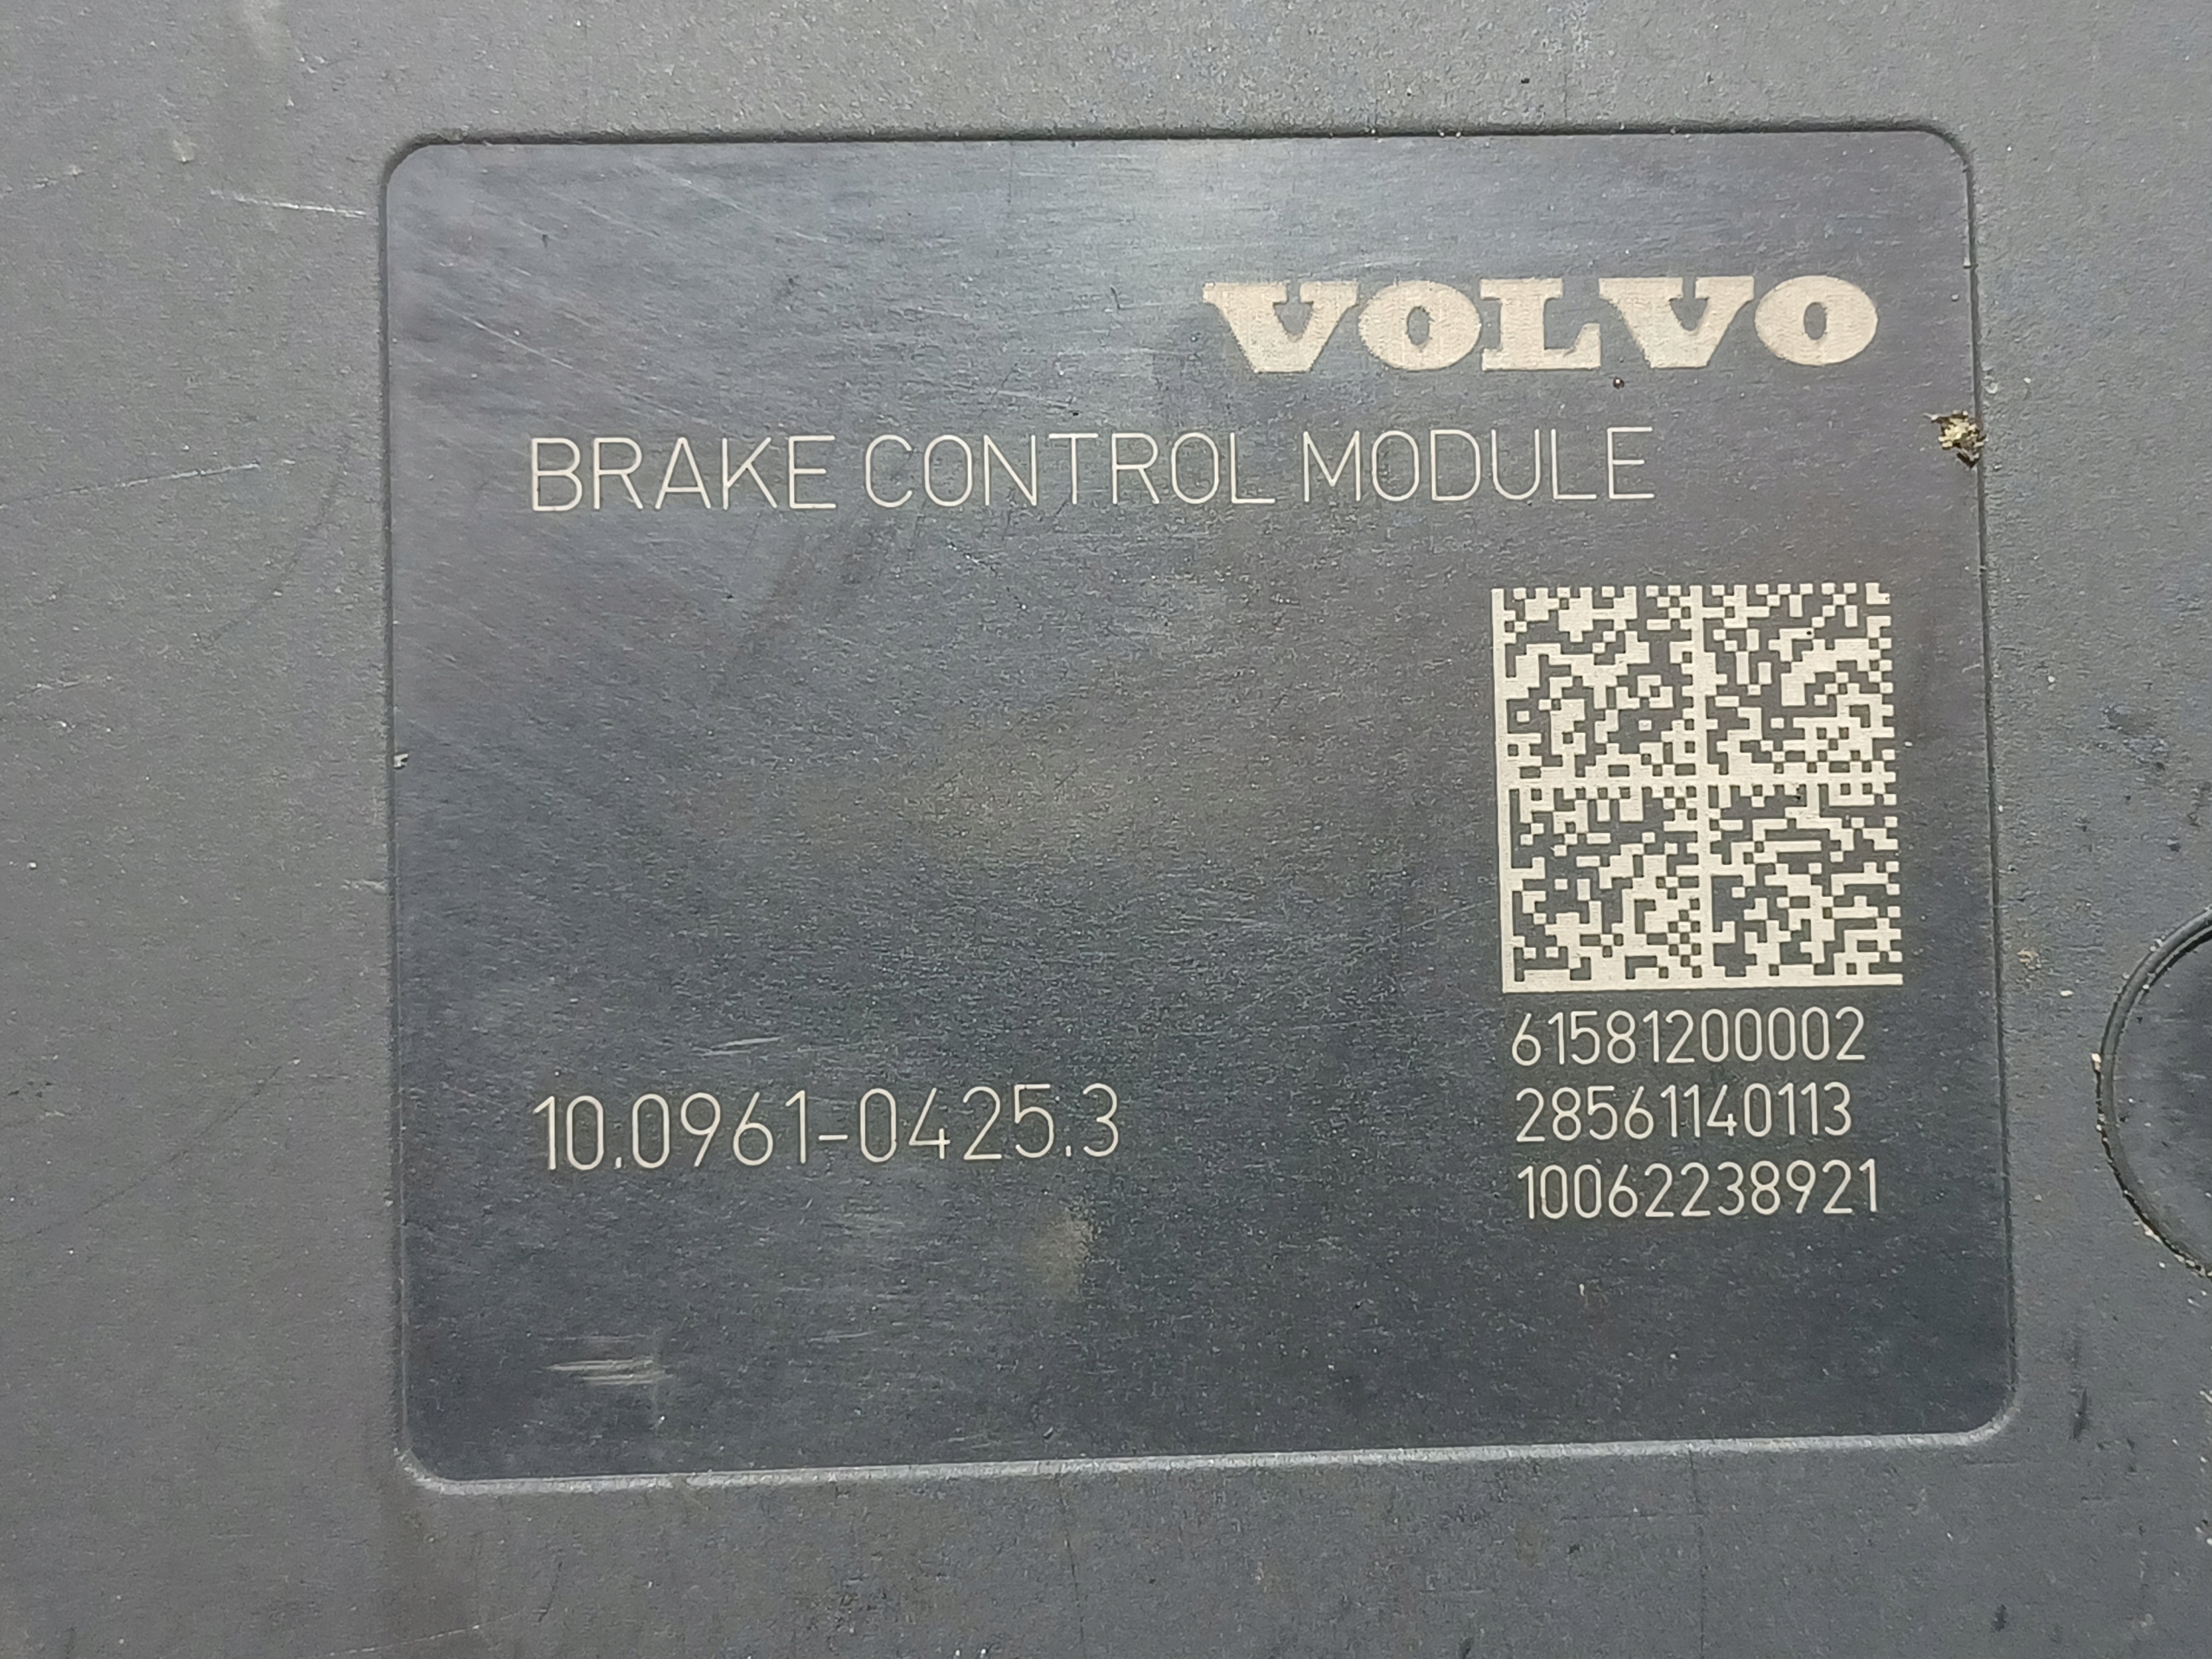 VOLVO
BRAKE CONTROL MODULE
61581200002
28561140113
10.0961-0425.3
10062238921